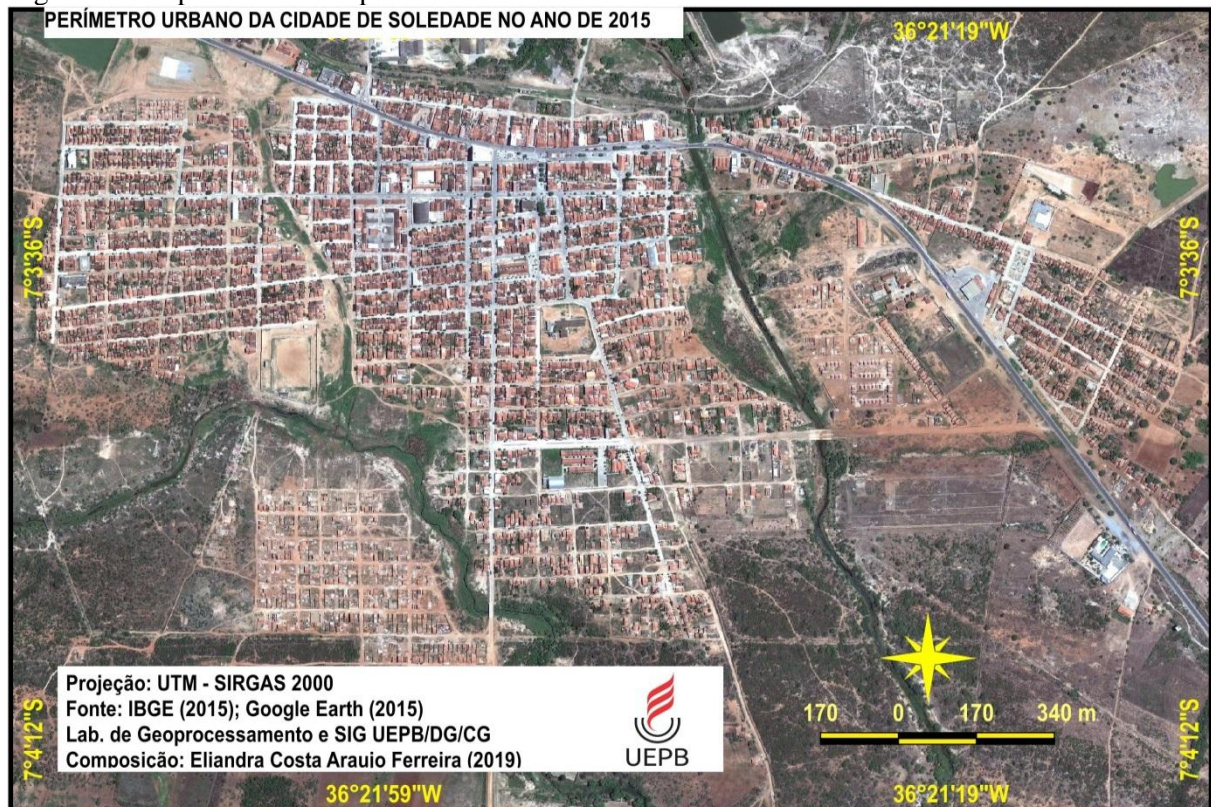 PERÍMETRO URBANO DA CIDADE DE SOLEDADE NO ANO DE 2015
36°21'19"W
7°3'36"S
7°3'36"S
170 0 170 340 m
Projeção: UTM - SIRGAS 2000
Fonte: IBGE (2015); Google Earth (2015)
Lab. de Geoprocessamento e SIG UEPB/DG/CG
Composição: Eliandra Costa Araujo Ferreira (2019)
UEPB
7°4'12"S
7°4'12"S
36°21'59"W
36°21'19"W